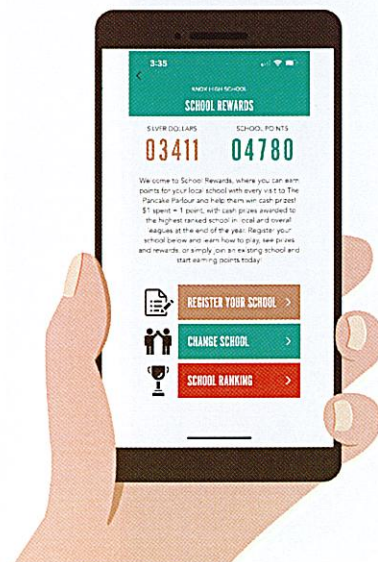 3:35
KNOX HIGH SCHOOL
SCHOOL REWARDS
SILVER DOLLARS SCHOOL POINTS
03411 04780
Welcome to School Rewards, where you can earn
points for your local school with every visit to The
Pancake Parlour and help them win cash prizes!
$1 spent = 1 point, with cash prizes awarded to
the highest ranked school in local and overall
leagues at the end of the year. Register your
school below and learn how to play, see prizes
and rewards, or simply join an existing school and
start earning points today!
REGISTER YOUR SCHOOL >
CHANGE SCHOOL >
SCHOOL RANKING >